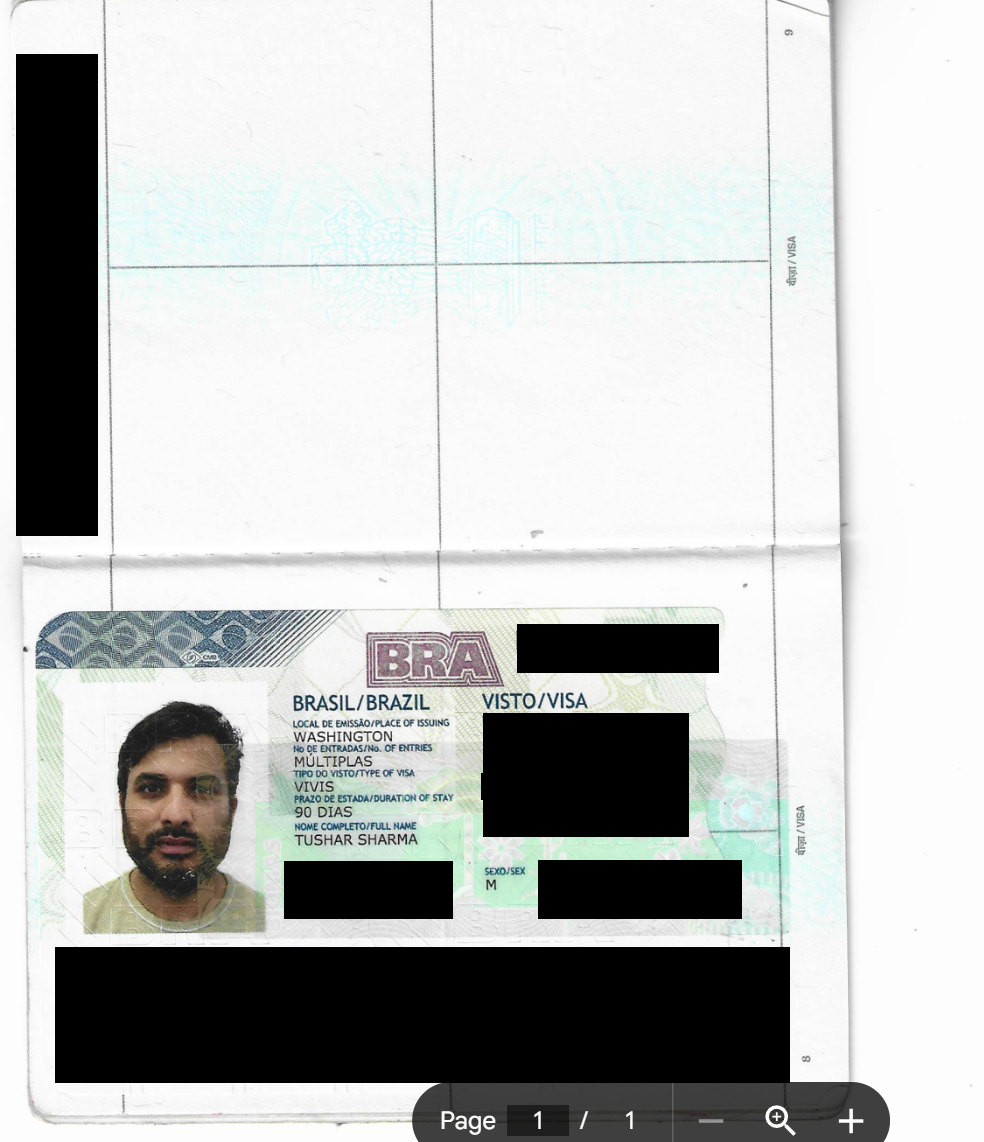 9
वीज़ा / VISA
BRA
BRASIL/BRAZIL
VISTO/VISA
LOCAL DE EMISSÃO/PLACE OF ISSUING
WASHINGTON
No DE ENTRADAS/No. OF ENTRIES
MÚLTIPLAS
TIPO DO VISTO/TYPE OF VISA
VIVIS
PRAZO DE ESTADA/DURATION OF STAY
90 DIAS
NOME COMPLETO/FULL NAME
TUSHAR SHARMA
SEXO/SEX
M
वीज़ा / VISA
8
Page 1 / 1